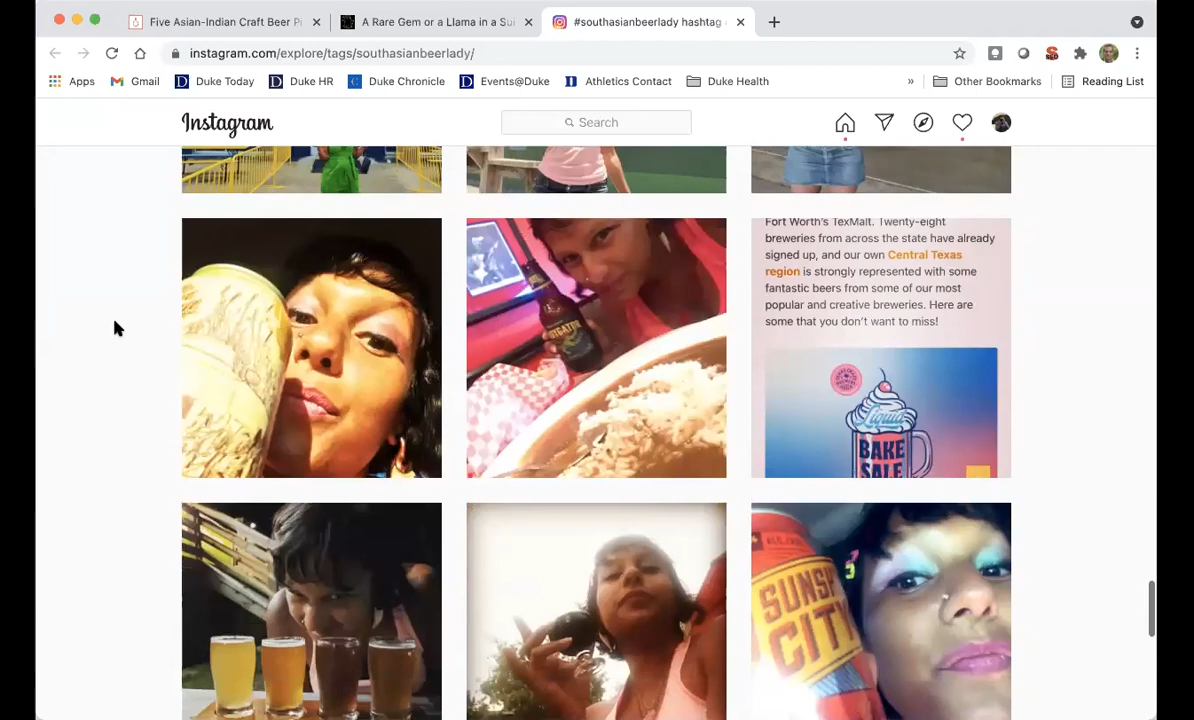 Five Asian-Indian Craft Beer Pi
A Rare Gem or a Llama in a Sui
#southasianbeerlady hashtag
instagram.com/explore/tags/southasianbeerlady/
Apps
Gmail
Duke Today
Duke HR
Duke Chronicle
Events@Duke
Athletics Contact
Duke Health
»
Other Bookmarks
Reading List
Instagram
Search
Fort Worth's TexMalt. Twenty-eight
breweries from across the state have already
signed up, and our own Central Texas
region is strongly represented with some
fantastic beers from some of our most
popular and creative breweries. Here are
some that you don't want to miss!
Liquid
BAKE
SALE
SUNS
CITY